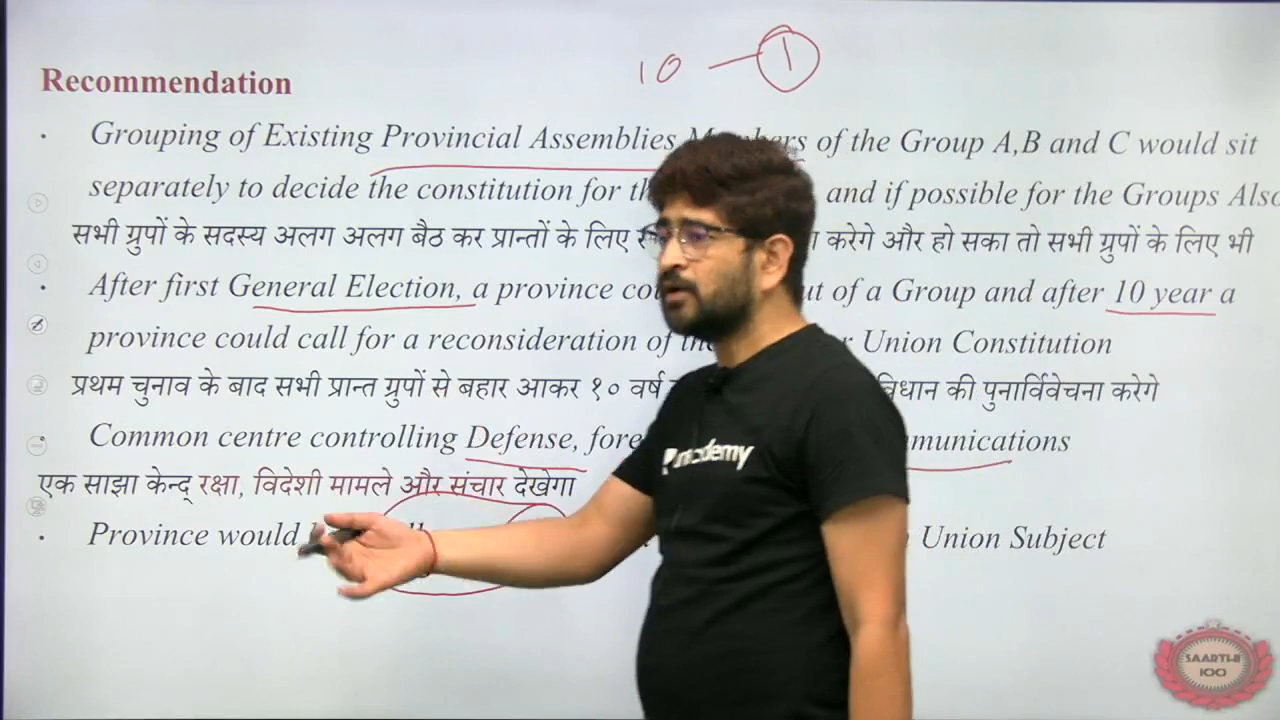 10 — 1
Recommendation
Grouping of Existing Provincial Assemblies of the Group A,B and C would sit
separately to decide the constitution for and if possible for the Groups Also
सभी ग्रुपों के सदस्य अलग अलग बैठ कर प्रान्तों के लिए करेगे और हो सका तो सभी ग्रुपों के लिए भी
After first General Election, a province of a Group and after 10 year a
province could call for a reconsideration of Union Constitution
प्रथम चुनाव के बाद सभी प्रान्त ग्रुपों से बहार आकर १० वर्ष की पुनार्विवेचना करेगे
Common centre controlling Defense,
एक साझा केन्द् रक्षा, विदेशी मामले और संचार देखेगा
Province would Union Subject
unacademy
SAARTHI
100